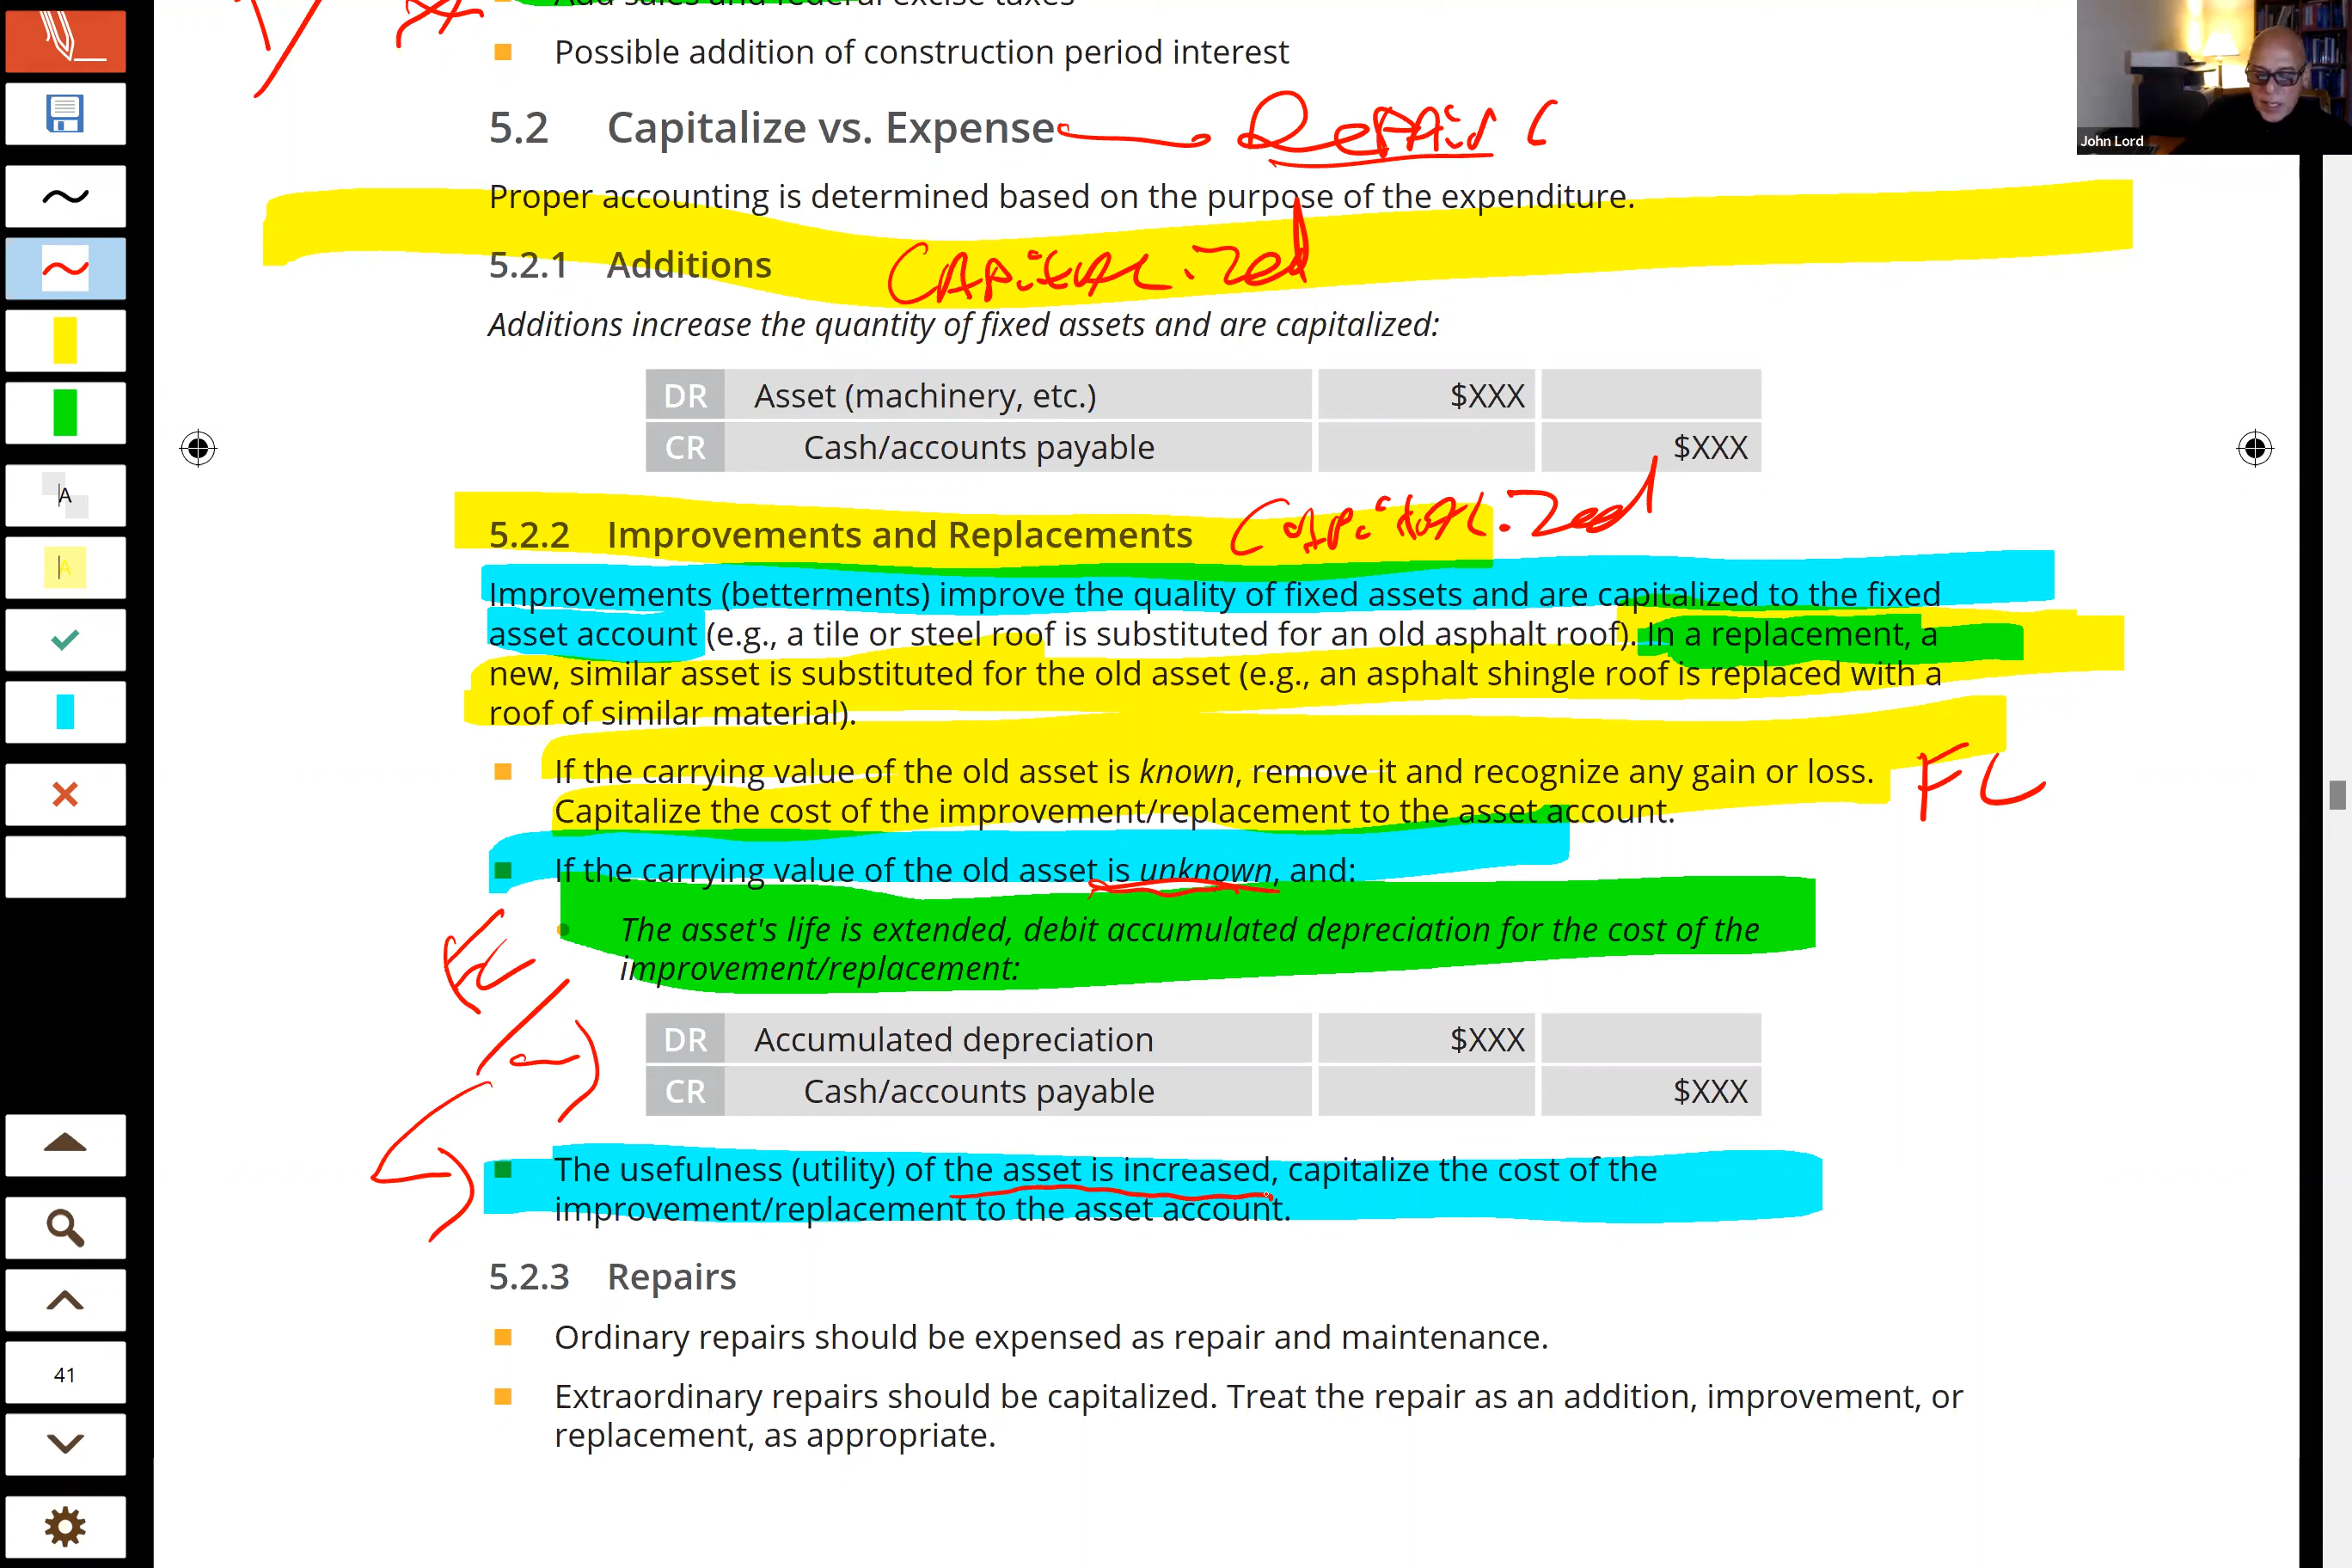 Add sales and federal excise taxes
Possible addition of construction period interest
5.2 Capitalize vs. Expense Repair
Proper accounting is determined based on the purpose of the expenditure.
5.2.1 Additions CAPiTALized
Additions increase the quantity of fixed assets and are capitalized:
DR Asset (machinery, etc.) $XXX
CR Cash/accounts payable $XXX
5.2.2 Improvements and Replacements CAPiTALized
Improvements (betterments) improve the quality of fixed assets and are capitalized to the fixed
asset account (e.g., a tile or steel roof is substituted for an old asphalt roof). In a replacement, a
new, similar asset is substituted for the old asset (e.g., an asphalt shingle roof is replaced with a
roof of similar material).
If the carrying value of the old asset is known, remove it and recognize any gain or loss.
Capitalize the cost of the improvement/replacement to the asset account.
FC
If the carrying value of the old asset is unknown, and:
The asset's life is extended, debit accumulated depreciation for the cost of the
improvement/replacement:
DR Accumulated depreciation $XXX
CR Cash/accounts payable $XXX
The usefulness (utility) of the asset is increased, capitalize the cost of the
improvement/replacement to the asset account.
5.2.3 Repairs
Ordinary repairs should be expensed as repair and maintenance.
Extraordinary repairs should be capitalized. Treat the repair as an addition, improvement, or
replacement, as appropriate.
John Lord
A
A
41